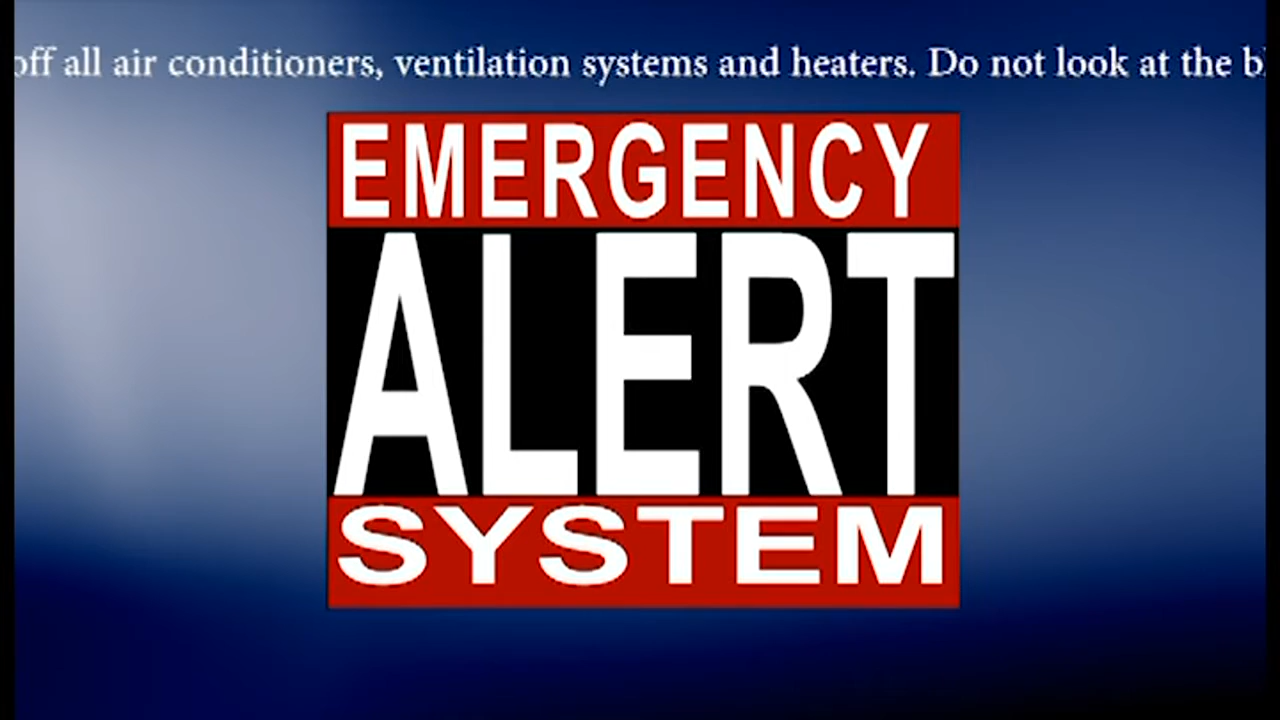 off all air conditioners, ventilation systems and heaters. Do not look at the
EMERGENCY
ALERT
SYSTEM